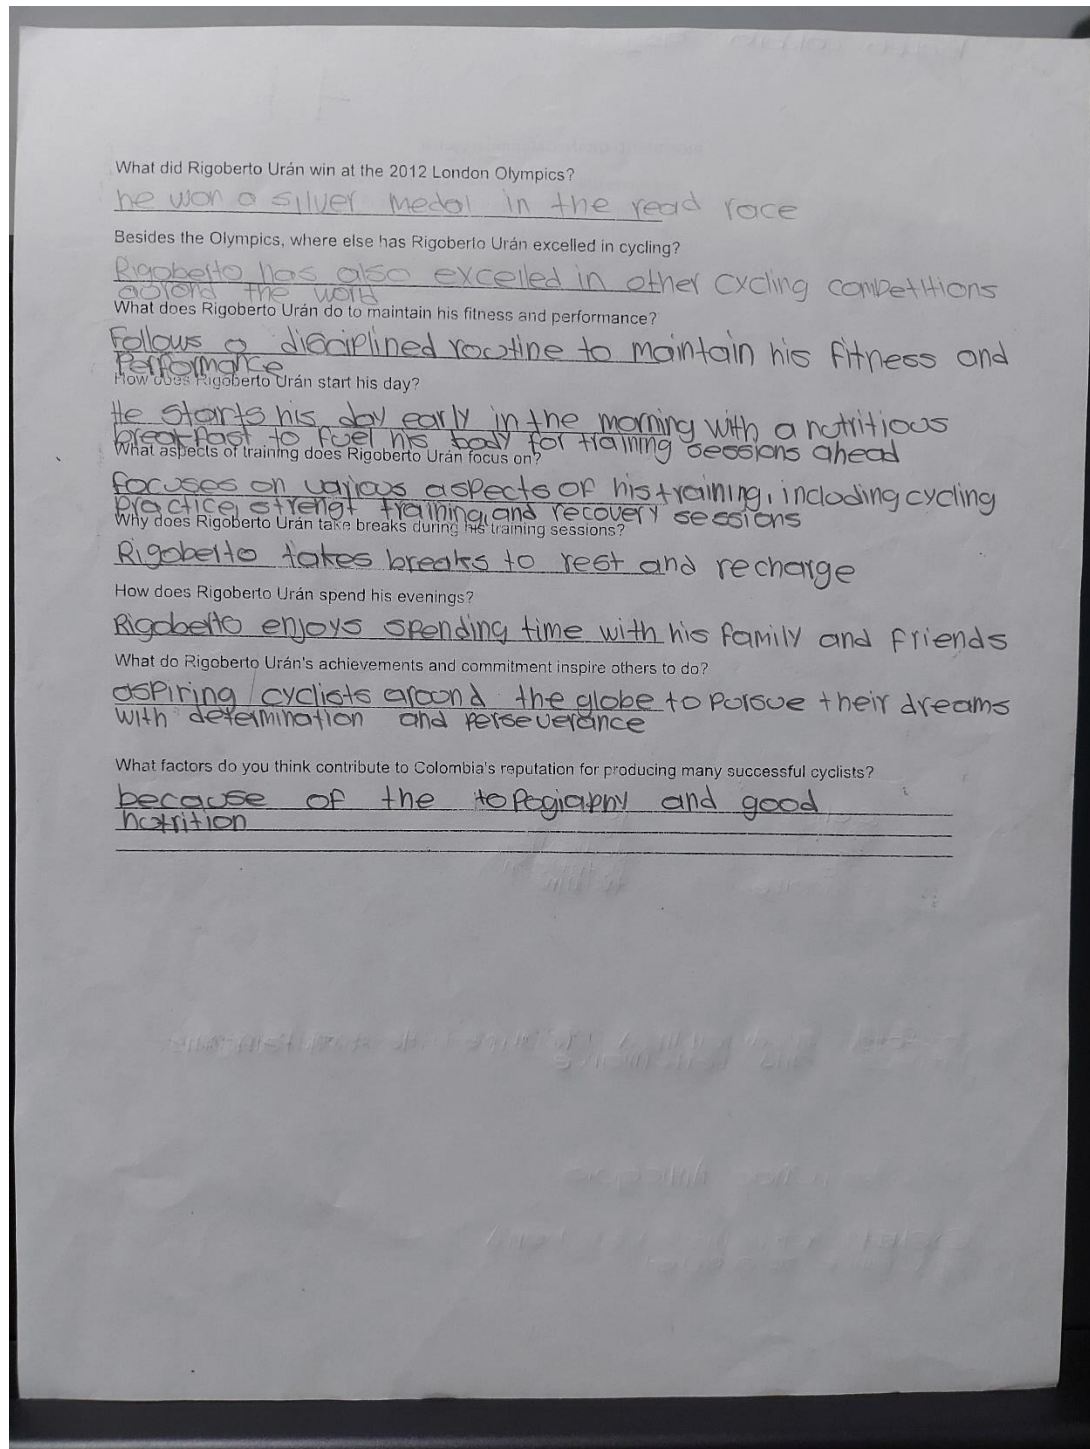 What did Rigoberto Urán win at the 2012 London Olympics?
he won a silver medal in the read race
Besides the Olympics, where else has Rigoberto Urán excelled in cycling?
Rigoberto has also excelled in other cycling competitions
the world
What does Rigoberto Urán do to maintain his fitness and performance?
Follows a disciplined routine to maintain his fitness and
Performance
How does Rigoberto Urán start his day?
He starts his day early in the morning with a nutritious
breakfast to fuel his body for training sessions ahead
What aspects of training does Rigoberto Urán focus on?
focuses on various aspects of his training, including cycling
practice, strengt training, and recovery sessions
Why does Rigoberto Urán take breaks during his training sessions?
Rigoberto takes breaks to rest and recharge
How does Rigoberto Urán spend his evenings?
Rigoberto enjoys spending time with his family and friends
What do Rigoberto Urán's achievements and commitment inspire others to do?
aspiring cyclists around the globe to pursue their dreams
with determination and perseverance
What factors do you think contribute to Colombia's reputation for producing many successful cyclists?
because of the topography and good
nutrition